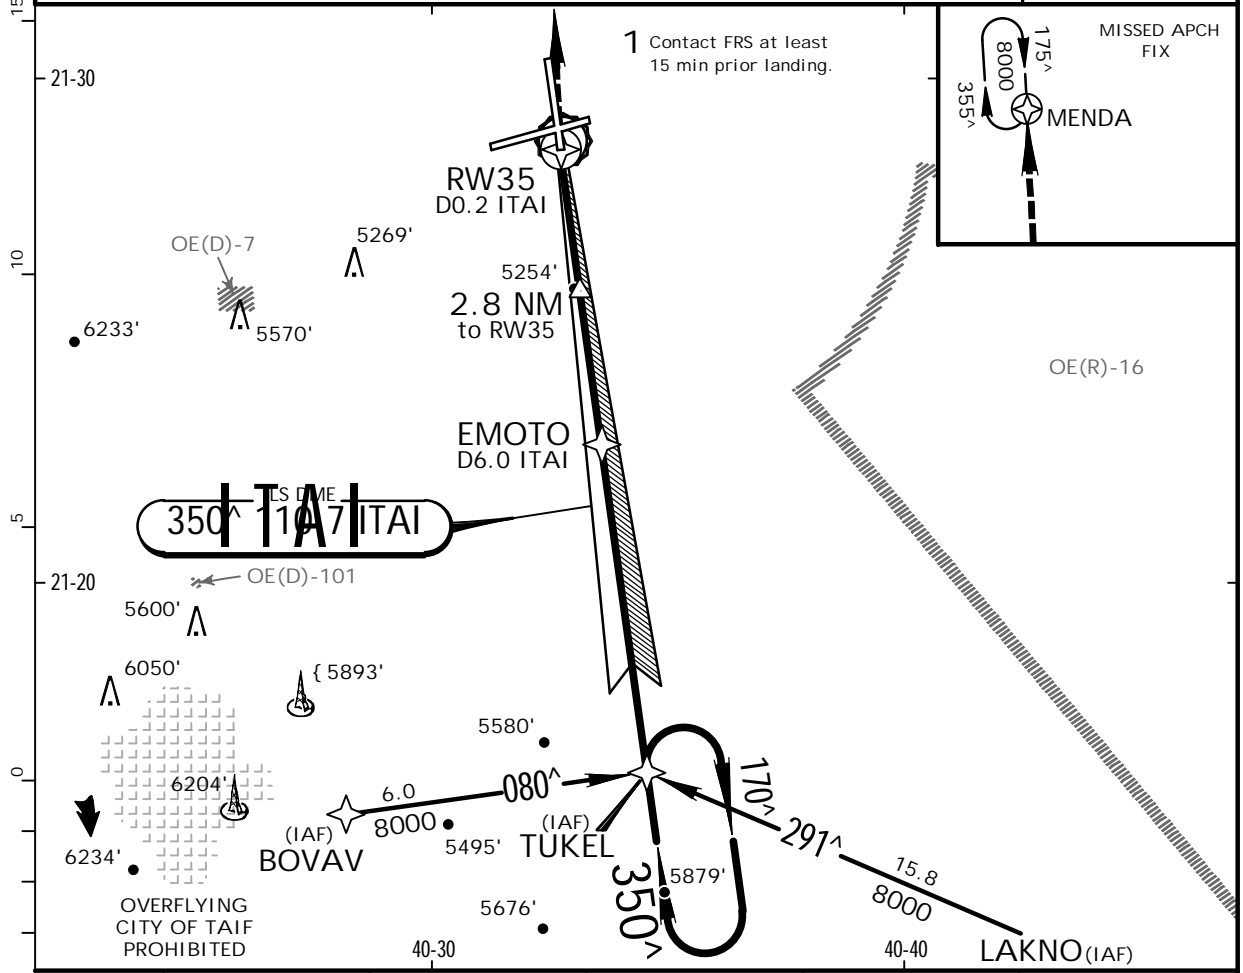 15
21-30
1 Contact FRS at least
15 min prior landing.
MISSED APCH
FIX
175^
8000
355^
MENDA
RW35
D0.2 ITAI
OE(D)-7
5269'
10
5254'
2.8 NM
to RW35
6233'
5570'
OE(R)-16
EMOTO
D6.0 ITAI
ILS DME
350^ 110.7 ITAI
ITAI
5
OE(D)-101
21-20
5600'
6050'
{ 5893'
5580'
0
6204'
6.0
080^
8000
170^
(IAF)
BOVAV
(IAF)
TUKEL
291^
5495'
15.8
8000
6234'
350^
5879'
5676'
OVERFLYING
CITY OF TAIF
PROHIBITED
40-30
40-40
LAKNO(IAF)